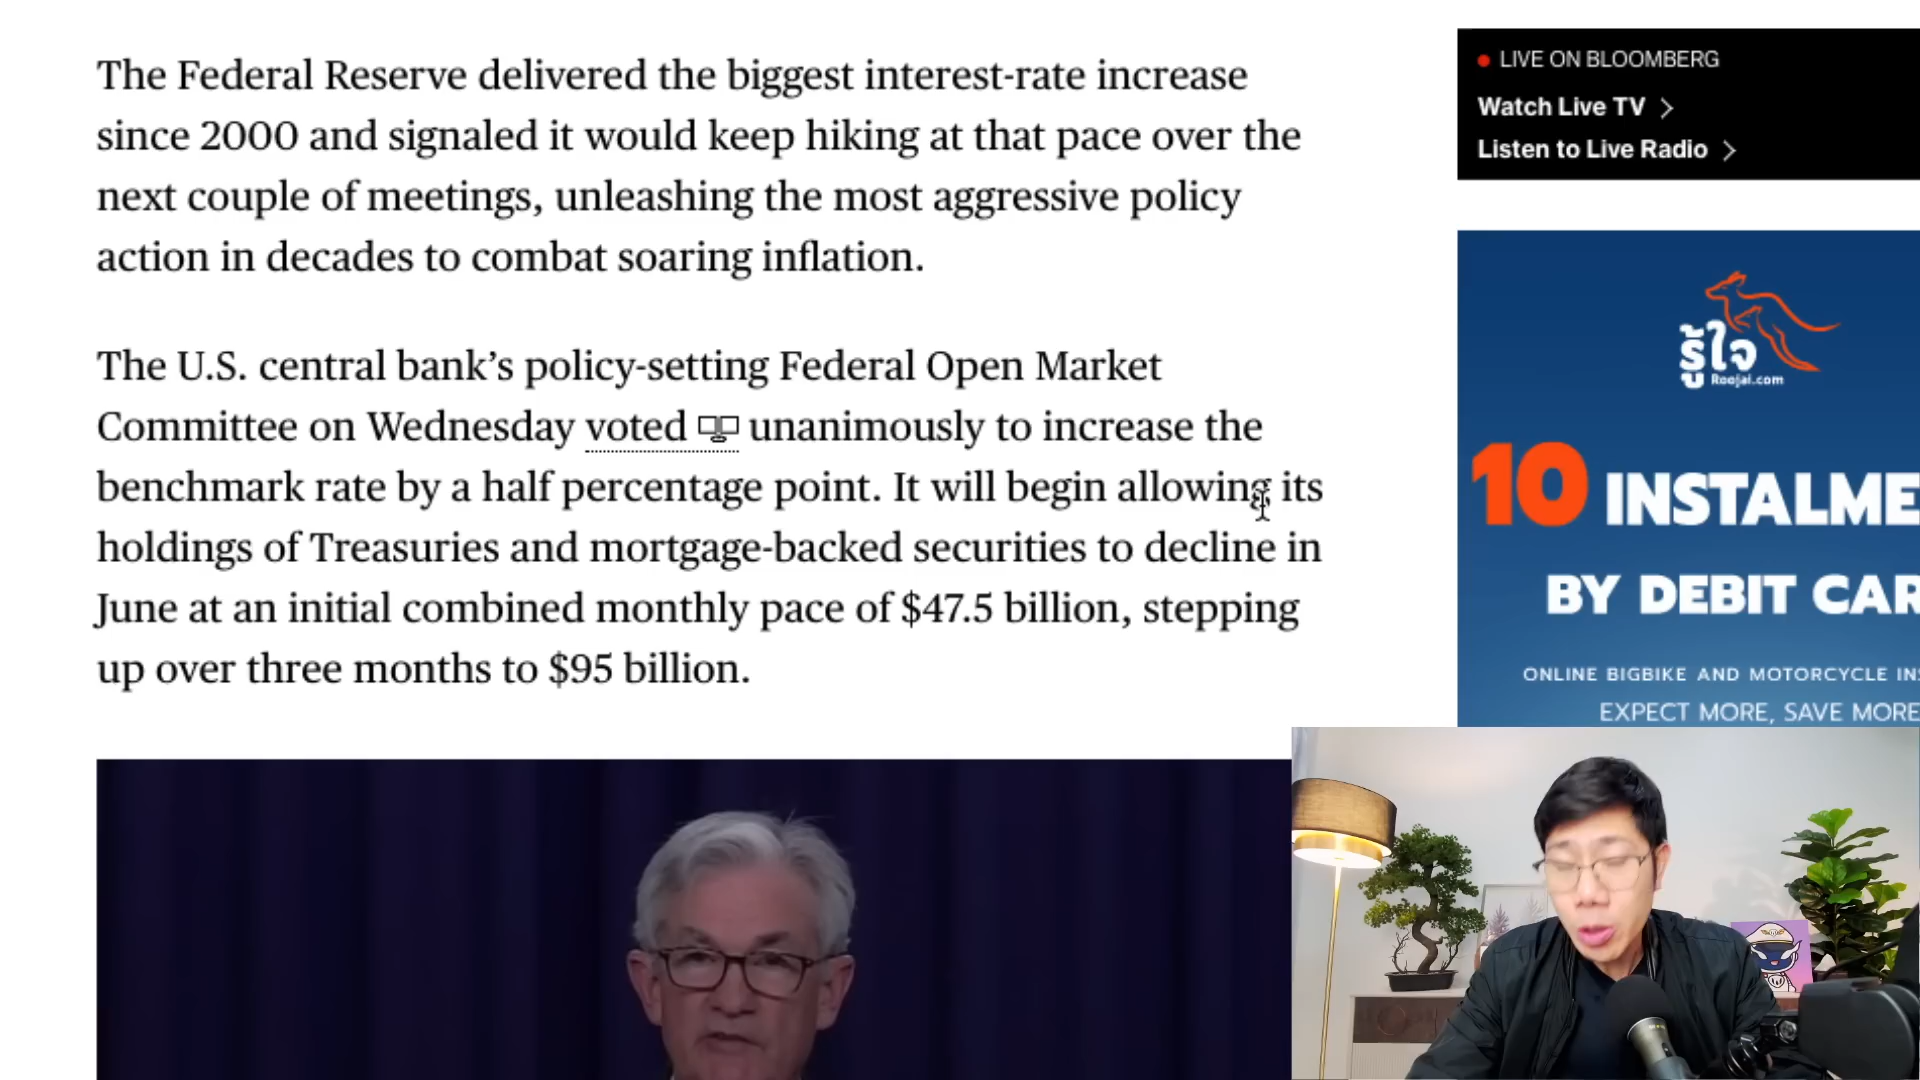 The Federal Reserve delivered the biggest interest-rate increase
since 2000 and signaled it would keep hiking at that pace over the
next couple of meetings, unleashing the most aggressive policy
action in decades to combat soaring inflation.
The U.S. central bank’s policy-setting Federal Open Market
Committee on Wednesday voted unanimously to increase the
benchmark rate by a half percentage point. It will begin allowing its
holdings of Treasuries and mortgage-backed securities to decline in
June at an initial combined monthly pace of $47.5 billion, stepping
up over three months to $95 billion.
LIVE ON BLOOMBERG
Watch Live TV
Listen to Live Radio
รู้ใจ
Roojai.com
10 INSTALME
BY DEBIT CAR
ONLINE BIGBIKE AND MOTORCYCLE INS
EXPECT MORE, SAVE MORE